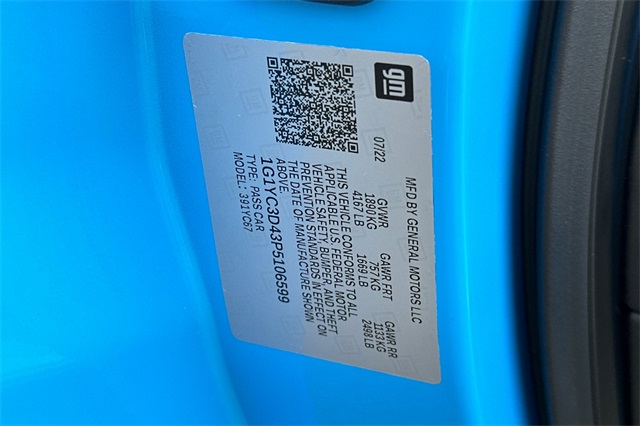 gm
07/22
MFD BY GENERAL MOTORS LLC
GVWR GAWR FRT GAWR RR
1890 KG 757 KG 1133 KG
4167 LB 1669 LB 2498 LB
THIS VEHICLE CONFORMS TO ALL
APPLICABLE U.S. FEDERAL MOTOR
VEHICLE SAFETY, BUMPER, AND THEFT
PREVENTION STANDARDS IN EFFECT ON
THE DATE OF MANUFACTURE SHOWN
ABOVE.
1G1YC3D43P5106599
TYPE: PASS CAR
MODEL: 391YC67